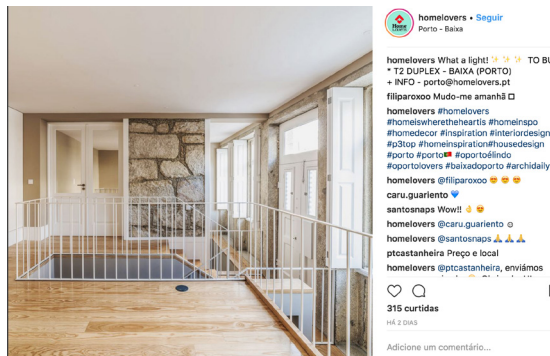 homelovers • Seguir
Porto - Baixa
homelovers What a light! ✨ ✨ ✨ TO BU
* T2 DUPLEX - BAIXA (PORTO)
+ INFO - porto@homelovers.pt
filiparoxoo Mudo-me amanhã □
homelovers #homelovers
#homeiswheretheheartis #homeinspo
#homedecor #inspiration #interiordesign
#p3top #homeinspiration#housedesign
#porto #porto🇵🇹 #oportoélindo
#oportolovers #baixadoporto #archidaily
homelovers @filiparoxoo 😍 😍 😍
caru.guariento 💙
santosnaps Wow!! 👌 😍
homelovers @caru.guariento ☺
homelovers @santosnaps 🙏 🙏 🙏
ptcastanheira Preço e local
homelovers @ptcastanheira, enviámos
315 curtidas
HÁ 2 DIAS
Adicione um comentário...